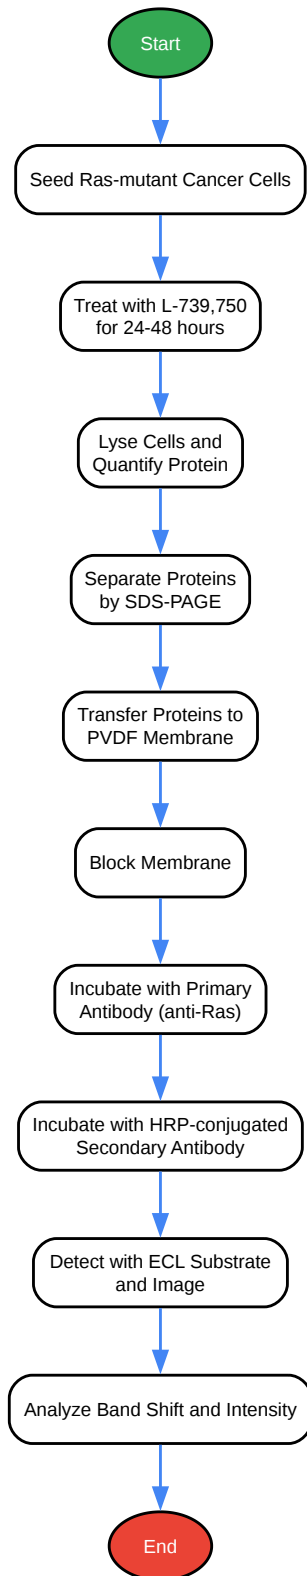 Start
Seed Ras-mutant Cancer Cells
Treat with L-739,750
for 24-48 hours
Lyse Cells and
Quantify Protein
Separate Proteins
by SDS-PAGE
Transfer Proteins to
PVDF Membrane
Block Membrane
Incubate with Primary
Antibody (anti-Ras)
Incubate with HRP-conjugated
Secondary Antibody
Detect with ECL Substrate
and Image
Analyze Band Shift and Intensity
End